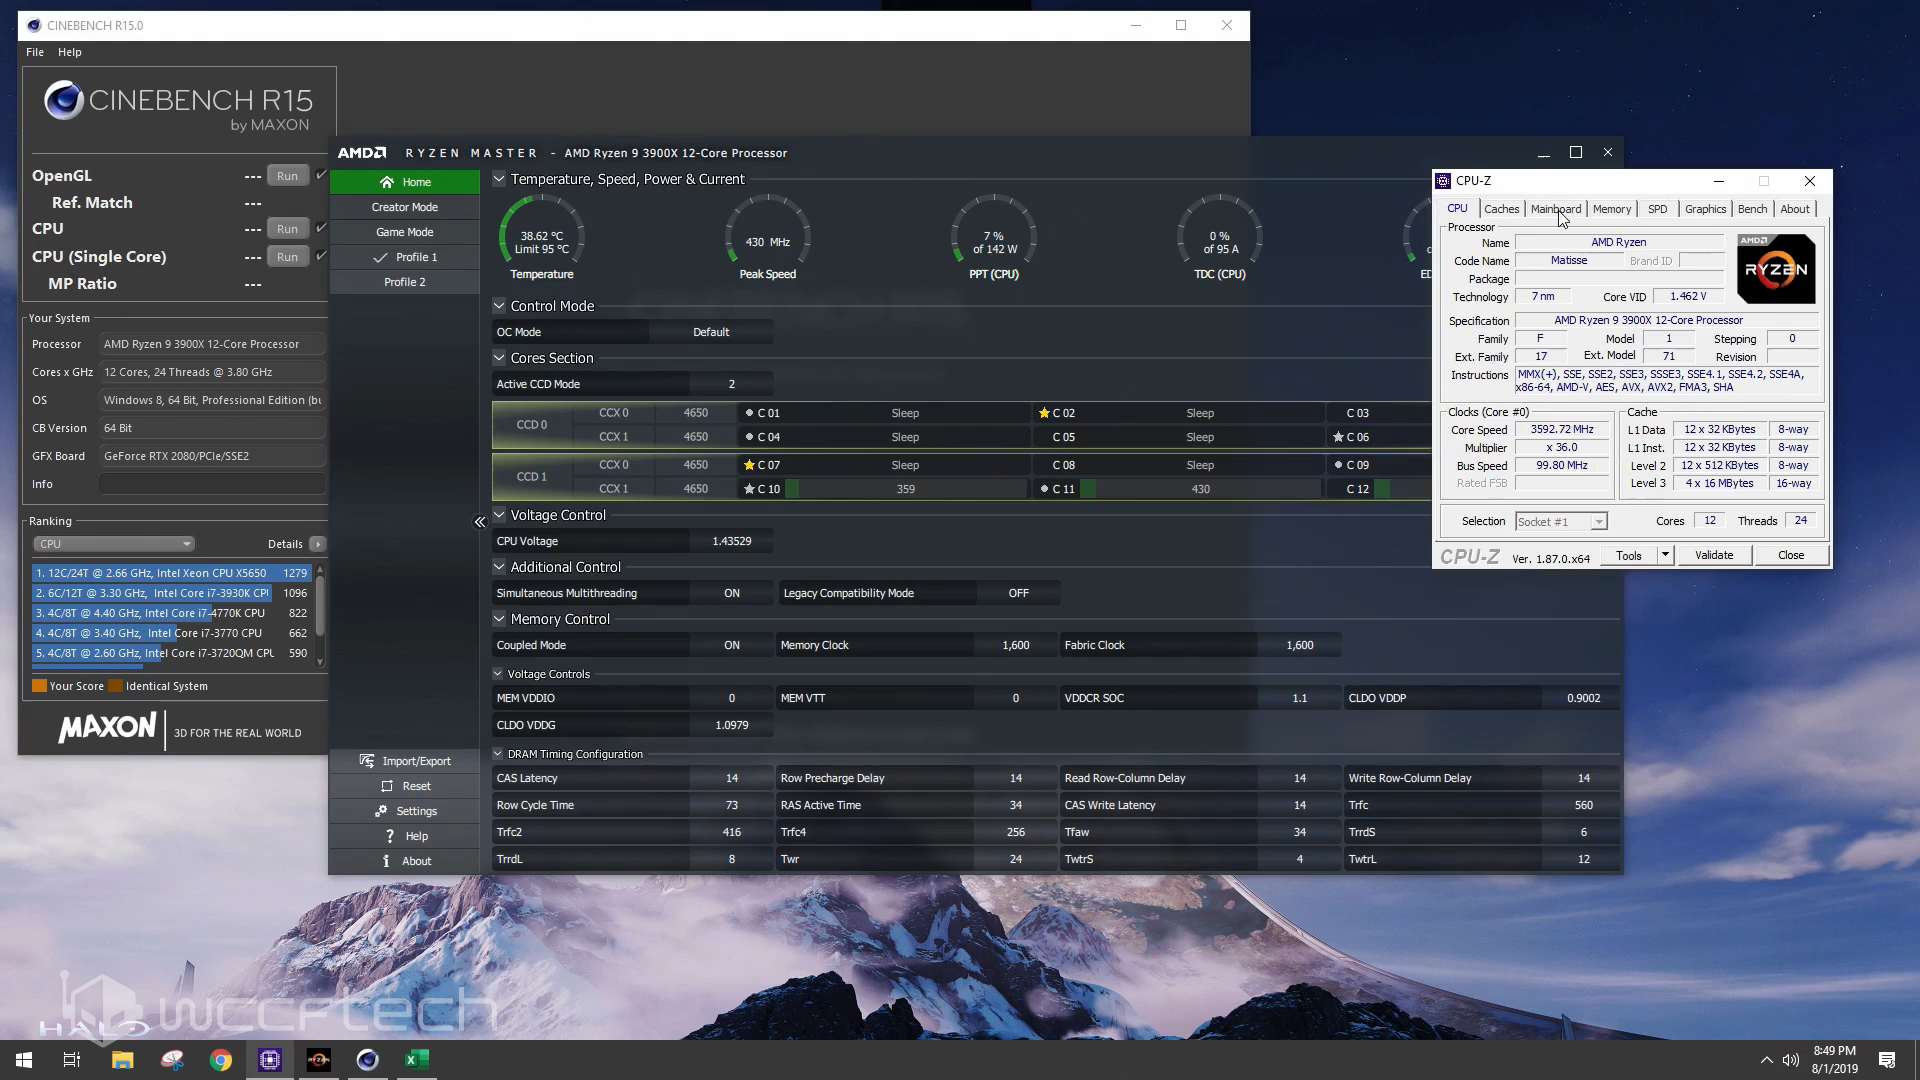 CINEBENCH R15.0
File Help
CINEBENCH R15
by MAXON
OpenGL --- Run
Ref. Match ---
CPU --- Run
CPU (Single Core) --- Run
MP Ratio ---
Your System
Processor AMD Ryzen 9 3900X 12-Core Processor
Cores x GHz 12 Cores, 24 Threads @ 3.80 GHz
OS Windows 8, 64 Bit, Professional Edition (bu
CB Version 64 Bit
GFX Board GeForce RTX 2080/PCIe/SSE2
Info
Ranking
CPU Details
1. 12C/24T @ 2.66 GHz, Intel Xeon CPU X5650 1279
2. 6C/12T @ 3.30 GHz, Intel Core i7-3930K CPU 1096
3. 4C/8T @ 4.40 GHz, Intel Core i7-4770K CPU 822
4. 4C/8T @ 3.40 GHz, Intel Core i7-3770 CPU 662
5. 4C/8T @ 2.60 GHz, Intel Core i7-3720QM CPU 590
Your Score Identical System
MAXON 3D FOR THE REAL WORLD
AMD RYZEN MASTER - AMD Ryzen 9 3900X 12-Core Processor
Home
Creator Mode
Game Mode
Profile 1
Profile 2
Import/Export
Reset
Settings
Help
About
Temperature, Speed, Power & Current
38.62 °C
Limit 95 °C
Temperature
430 MHz
Peak Speed
7 %
of 142 W
PPT (CPU)
0 %
of 95 A
TDC (CPU)
ED
Control Mode
OC Mode Default
Cores Section
Active CCD Mode 2
CCD 0
CCX 0 4650 C 01 Sleep C 02 Sleep C 03
CCX 1 4650 C 04 Sleep C 05 Sleep C 06
CCD 1
CCX 0 4650 C 07 Sleep C 08 Sleep C 09
CCX 1 4650 C 10 359 C 11 430 C 12
Voltage Control
CPU Voltage 1.43529
Additional Control
Simultaneous Multithreading ON Legacy Compatibility Mode OFF
Memory Control
Coupled Mode ON Memory Clock 1,600 Fabric Clock 1,600
Voltage Controls
MEM VDDIO 0 MEM VTT 0 VDDCR SOC 1.1 CLDO VDDP 0.9002
CLDO VDDG 1.0979
DRAM Timing Configuration
CAS Latency 14 Row Precharge Delay 14 Read Row-Column Delay 14 Write Row-Column Delay 14
Row Cycle Time 73 RAS Active Time 34 CAS Write Latency 14 Trfc 560
Trfc2 416 Trfc4 256 Tfaw 34 TrrdS 6
TrrdL 8 Twr 24 TwtrS 4 TwtrL 12
CPU-Z
CPU Caches Mainboard Memory SPD Graphics Bench About
Processor
Name AMD Ryzen
Code Name Matisse Brand ID
Package
Technology 7 nm Core VID 1.462 V
AMD
RYZEN
Specification AMD Ryzen 9 3900X 12-Core Processor
Family F Model 1 Stepping 0
Ext. Family 17 Ext. Model 71 Revision
Instructions MMX(+), SSE, SSE2, SSE3, SSSE3, SSE4.1, SSE4.2, SSE4A,
x86-64, AMD-V, AES, AVX, AVX2, FMA3, SHA
Clocks (Core #0)
Core Speed 3592.72 MHz
Multiplier x 36.0
Bus Speed 99.80 MHz
Rated FSB
Cache
L1 Data 12 x 32 KBytes 8-way
L1 Inst. 12 x 32 KBytes 8-way
Level 2 12 x 512 KBytes 8-way
Level 3 4 x 16 MBytes 16-way
Selection Socket #1 Cores 12 Threads 24
CPU-Z Ver. 1.87.0.x64 Tools Validate Close
HALO
wccftech
8:49 PM
8/1/2019